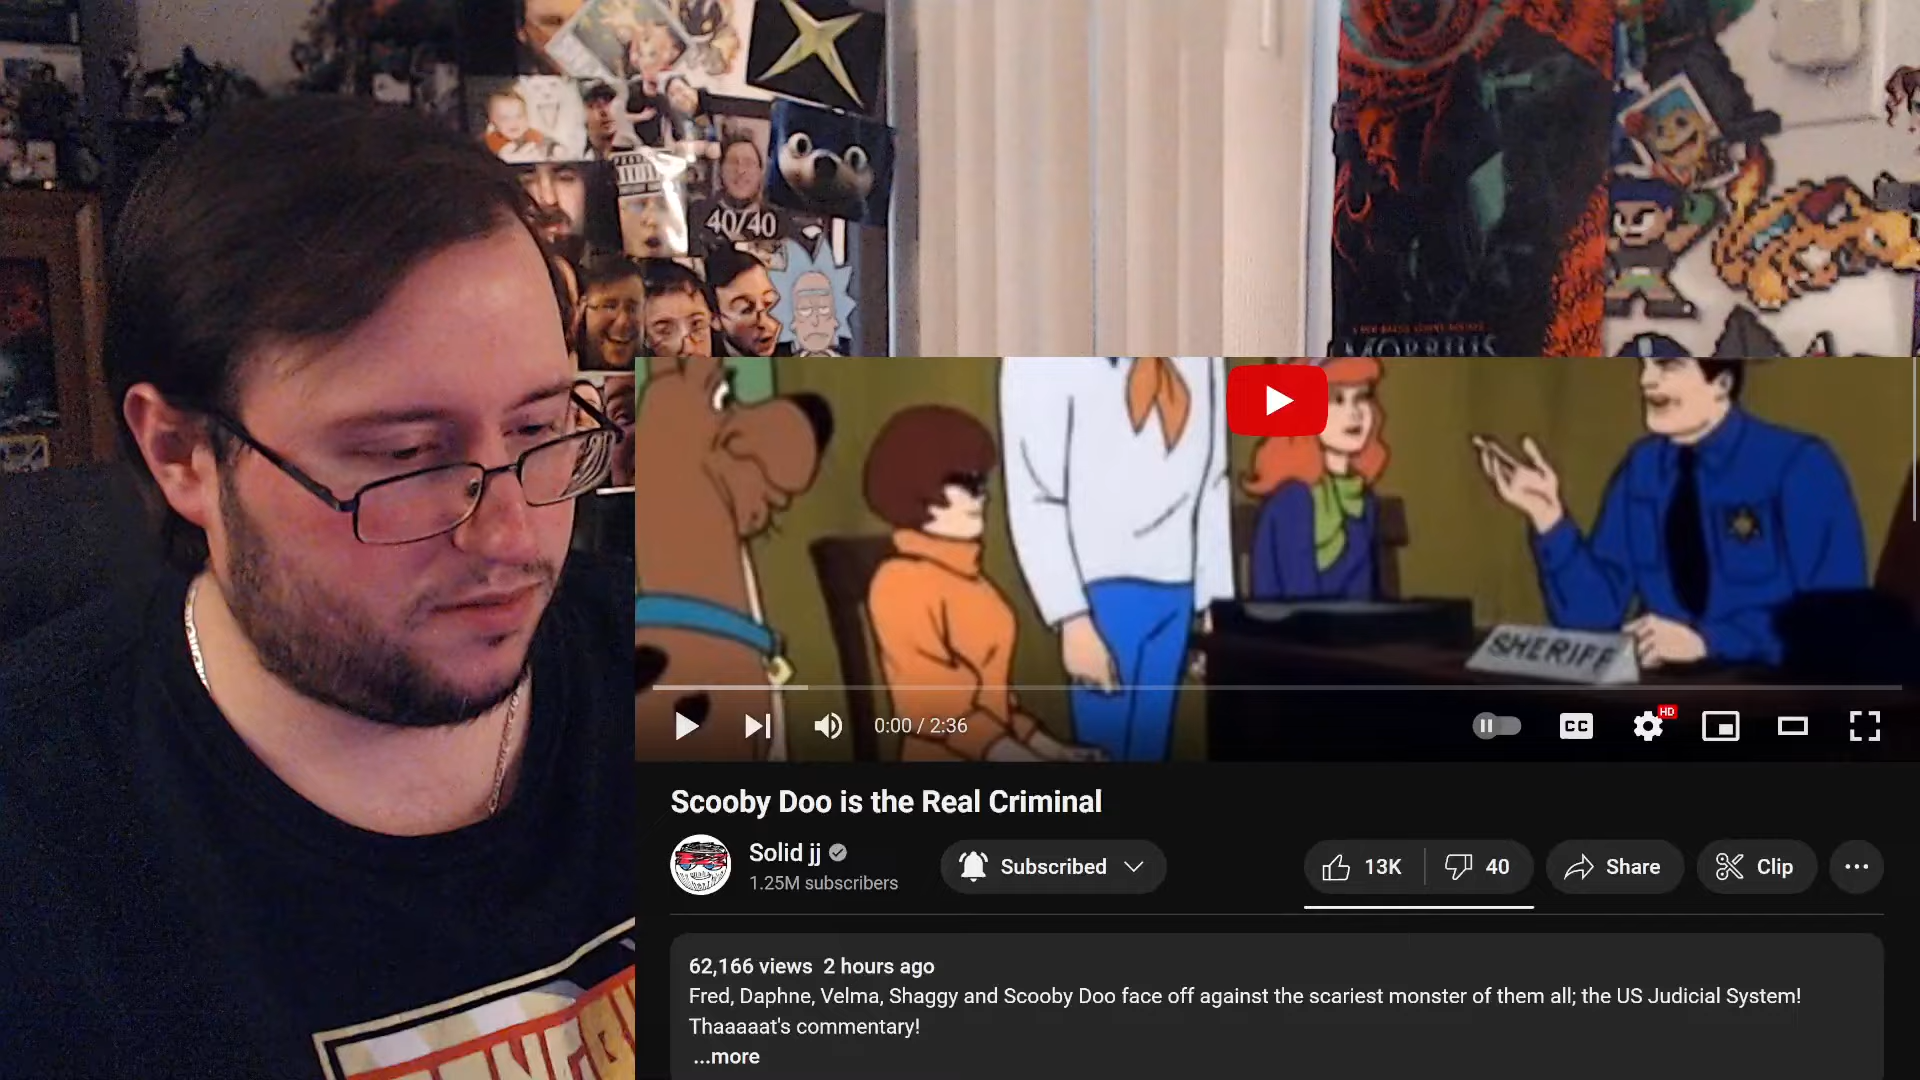 40/40
MORBIUS
SHERIFF
0:00 / 2:36
CC
HD
Scooby Doo is the Real Criminal
Solid jj
1.25M subscribers
Subscribed
13K
40
Share
Clip
62,166 views 2 hours ago
Fred, Daphne, Velma, Shaggy and Scooby Doo face off against the scariest monster of them all; the US Judicial System!
Thaaaaat's commentary!
...more